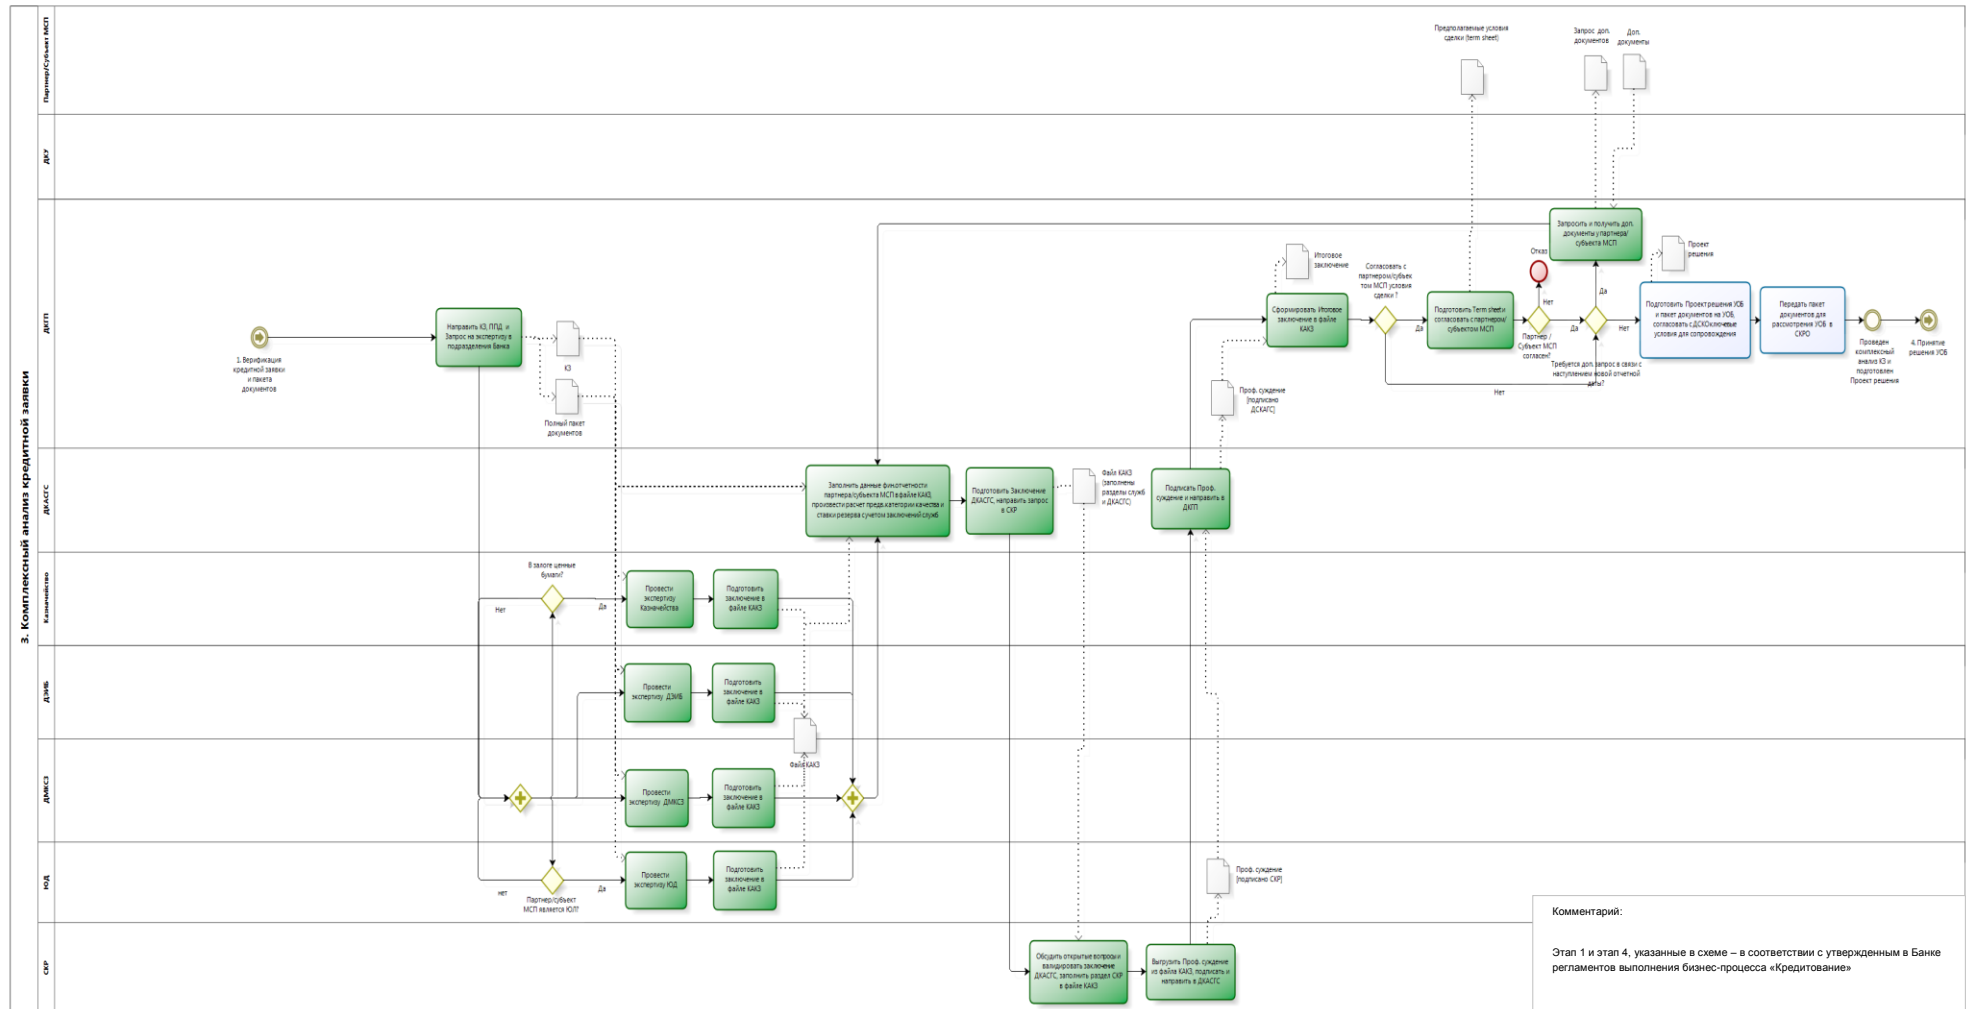 3. Комплексный анализ кредитной заявки
Партнер/Субъект МСП
Предполагаемые условия
сделки (term sheet)
Запрос доп.
документов
Доп.
документы
ДКУ
ДКГП
1. Верификация
кредитной заявки
и пакета
документов
Направить КЗ, ППД и
Запрос на экспертизу в
подразделения Банка
КЗ
Полный пакет
документов
Итоговое
заключение
Сформировать Итоговое
заключение в файле
КАКЗ
Проф. суждение
[подписано
ДСКАГС]
Согласовать с
партнером/субъек
том МСП условия
сделки ?
Да
Нет
Подготовить Term sheet и
согласовать с партнером/
субъектом МСП
Отказ
Нет
Партнер /
Субъект МСП
согласен?
Да
Запросить и получить доп.
документы у партнера/
субъекта МСП
Да
Нет
Требуется доп. запрос в связи с
наступлением новой отчетной
даты?
Проект
решения
Подготовить Проект решения УОБ
и пакет документов на УОБ,
согласовать с ДСКО ключевые
условия для сопровождения
Передать пакет
документов для
рассмотрения УОБ в
СКРО
Проведен
комплексный
анализ КЗ и
подготовлен
Проект решения
4. Принятие
решения УОБ
ДКАСГС
Заполнить данные фин.отчетности
партнера/субъекта МСП в файле КАКЗ,
произвести расчет предв.категории качества и
ставки резерва с учетом заключений служб
Подготовить Заключение
ДКАСГС, направить запрос
в СКР
Файл КАКЗ
(заполнены
разделы служб
и ДКАСГС)
Подписать Проф.
суждение и направить в
ДКГП
Казначейство
В залоге ценные
бумаги?
Нет
Да
Провести
экспертизу
Казначейства
Подготовить
заключение в
файле КАКЗ
ДЭИБ
Провести
экспертизу ДЭИБ
Подготовить
заключение в
файле КАКЗ
Файл КАКЗ
ДМКСЗ
Провести
экспертизу ДМКСЗ
Подготовить
заключение в
файле КАКЗ
ЮД
нет
Партнер/субъект
МСП является ЮЛ?
Да
Провести
экспертизу ЮД
Подготовить
заключение в
файле КАКЗ
Проф. суждение
[подписано СКР]
СКР
Обсудить открытые вопросы и
валидировать заключение
ДКАСГС, заполнить раздел СКР
в файле КАКЗ
Выгрузить Проф. суждение
из файла КАКЗ, подписать и
направить в ДКАСГС
Комментарий:
Этап 1 и этап 4, указанные в схеме – в соответствии с утвержденным в Банке
регламентов выполнения бизнес-процесса «Кредитование»